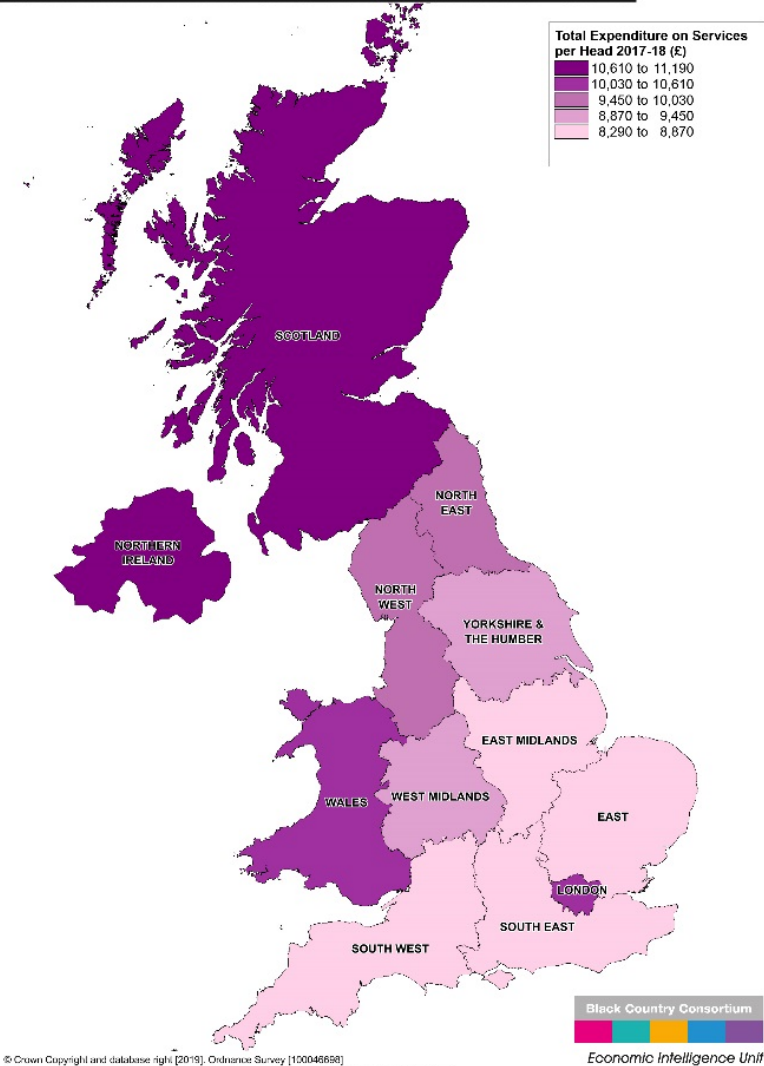 Total Expenditure on Services
per Head 2017-18 (£)
10,610 to 11,190
10,030 to 10,610
9,450 to 10,030
8,870 to 9,450
8,290 to 8,870
SCOTLAND
NORTH
EAST
NORTHERN
IRELAND
NORTH
WEST
YORKSHIRE &
THE HUMBER
EAST MIDLANDS
WALES
WEST MIDLANDS
EAST
LONDON
SOUTH EAST
SOUTH WEST
Black Country Consortium
Economic Intelligence Unit
© Crown Copyright and database right [2019]. Ordnance Survey [100046698]